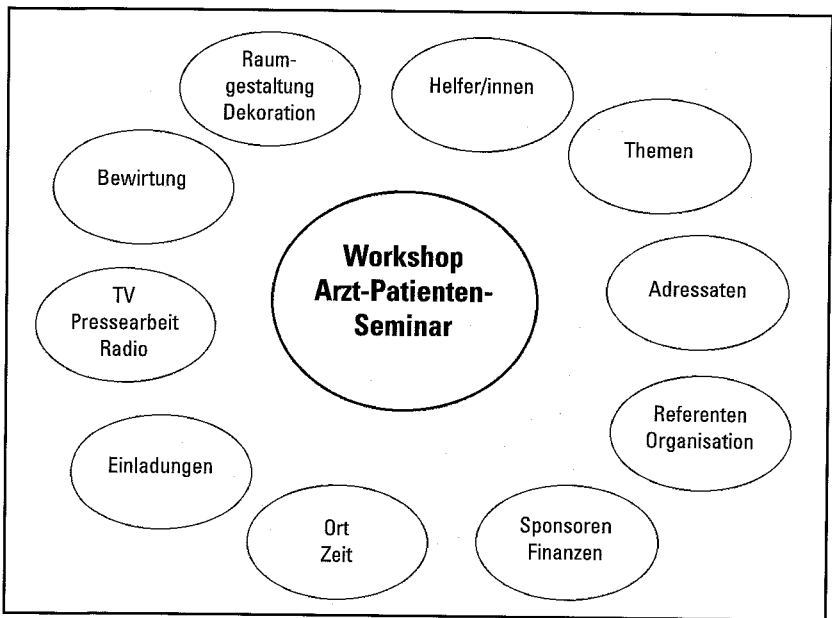 Raum-
gestaltung
Dekoration
Helfer/innen
Themen
Bewirtung
Workshop
Arzt-Patienten-
Seminar
Adressaten
TV
Pressearbeit
Radio
Referenten
Organisation
Einladungen
Ort
Zeit
Sponsoren
Finanzen